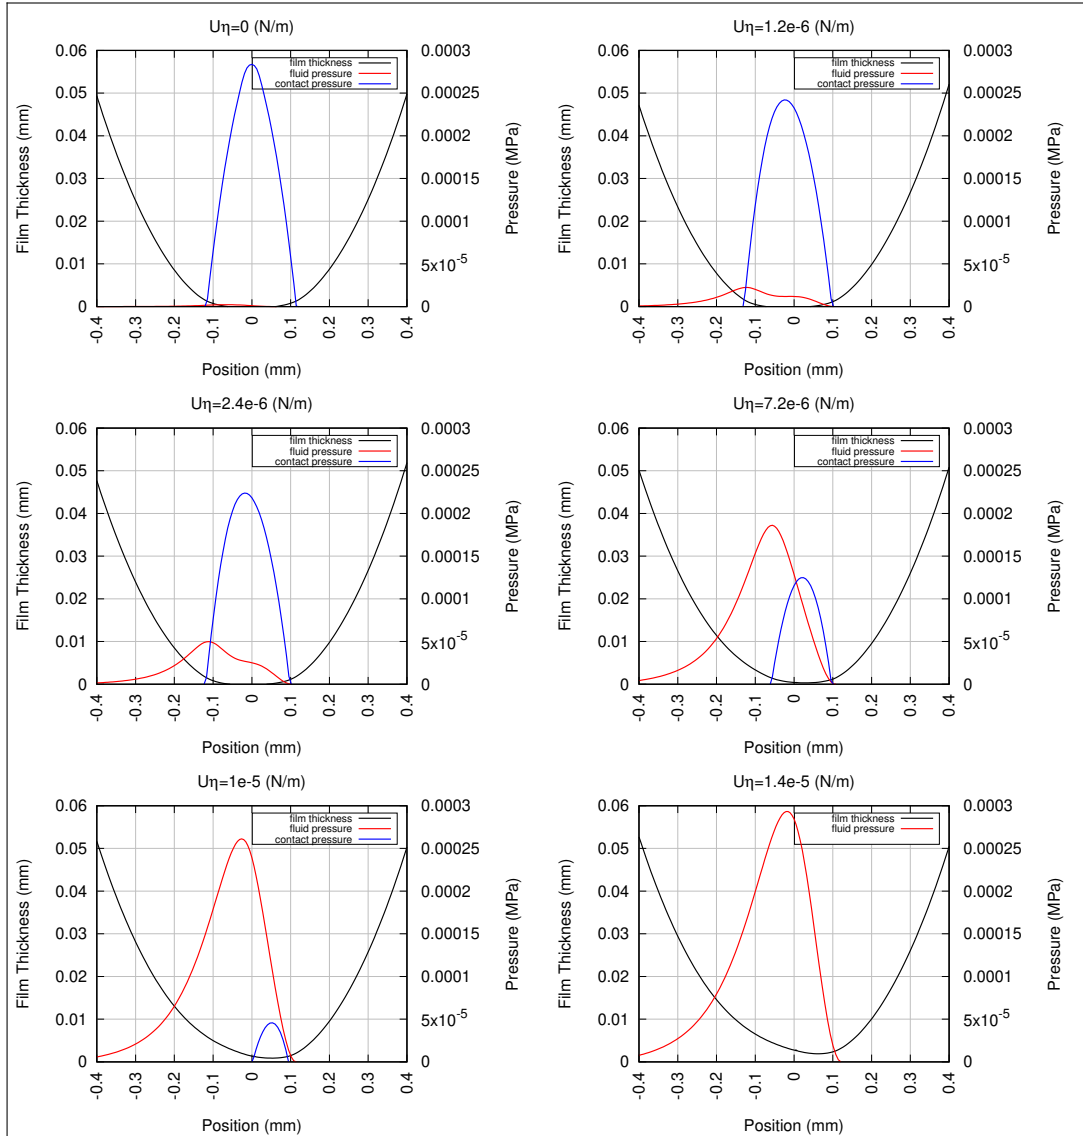 Uη=0 (N/m)
0.06
0.05
0.04
0.03
0.02
0.01
0
Film Thickness (mm)
film thickness
fluid pressure
contact pressure
0.0003
0.00025
0.0002
0.00015
0.0001
5x10⁻⁵
0
Pressure (MPa)
-0.4 -0.3 -0.2 -0.1 0 0.1 0.2 0.3 0.4
Position (mm)
Uη=1.2e-6 (N/m)
0.06
0.05
0.04
0.03
0.02
0.01
0
Film Thickness (mm)
film thickness
fluid pressure
contact pressure
0.0003
0.00025
0.0002
0.00015
0.0001
5x10⁻⁵
0
Pressure (MPa)
-0.4 -0.3 -0.2 -0.1 0 0.1 0.2 0.3 0.4
Position (mm)
Uη=2.4e-6 (N/m)
0.06
0.05
0.04
0.03
0.02
0.01
0
Film Thickness (mm)
film thickness
fluid pressure
contact pressure
0.0003
0.00025
0.0002
0.00015
0.0001
5x10⁻⁵
0
Pressure (MPa)
-0.4 -0.3 -0.2 -0.1 0 0.1 0.2 0.3 0.4
Position (mm)
Uη=7.2e-6 (N/m)
0.06
0.05
0.04
0.03
0.02
0.01
0
Film Thickness (mm)
film thickness
fluid pressure
contact pressure
0.0003
0.00025
0.0002
0.00015
0.0001
5x10⁻⁵
0
Pressure (MPa)
-0.4 -0.3 -0.2 -0.1 0 0.1 0.2 0.3 0.4
Position (mm)
Uη=1e-5 (N/m)
0.06
0.05
0.04
0.03
0.02
0.01
0
Film Thickness (mm)
film thickness
fluid pressure
contact pressure
0.0003
0.00025
0.0002
0.00015
0.0001
5x10⁻⁵
0
Pressure (MPa)
-0.4 -0.3 -0.2 -0.1 0 0.1 0.2 0.3 0.4
Position (mm)
Uη=1.4e-5 (N/m)
0.06
0.05
0.04
0.03
0.02
0.01
0
Film Thickness (mm)
film thickness
fluid pressure
0.0003
0.00025
0.0002
0.00015
0.0001
5x10⁻⁵
0
Pressure (MPa)
-0.4 -0.3 -0.2 -0.1 0 0.1 0.2 0.3 0.4
Position (mm)